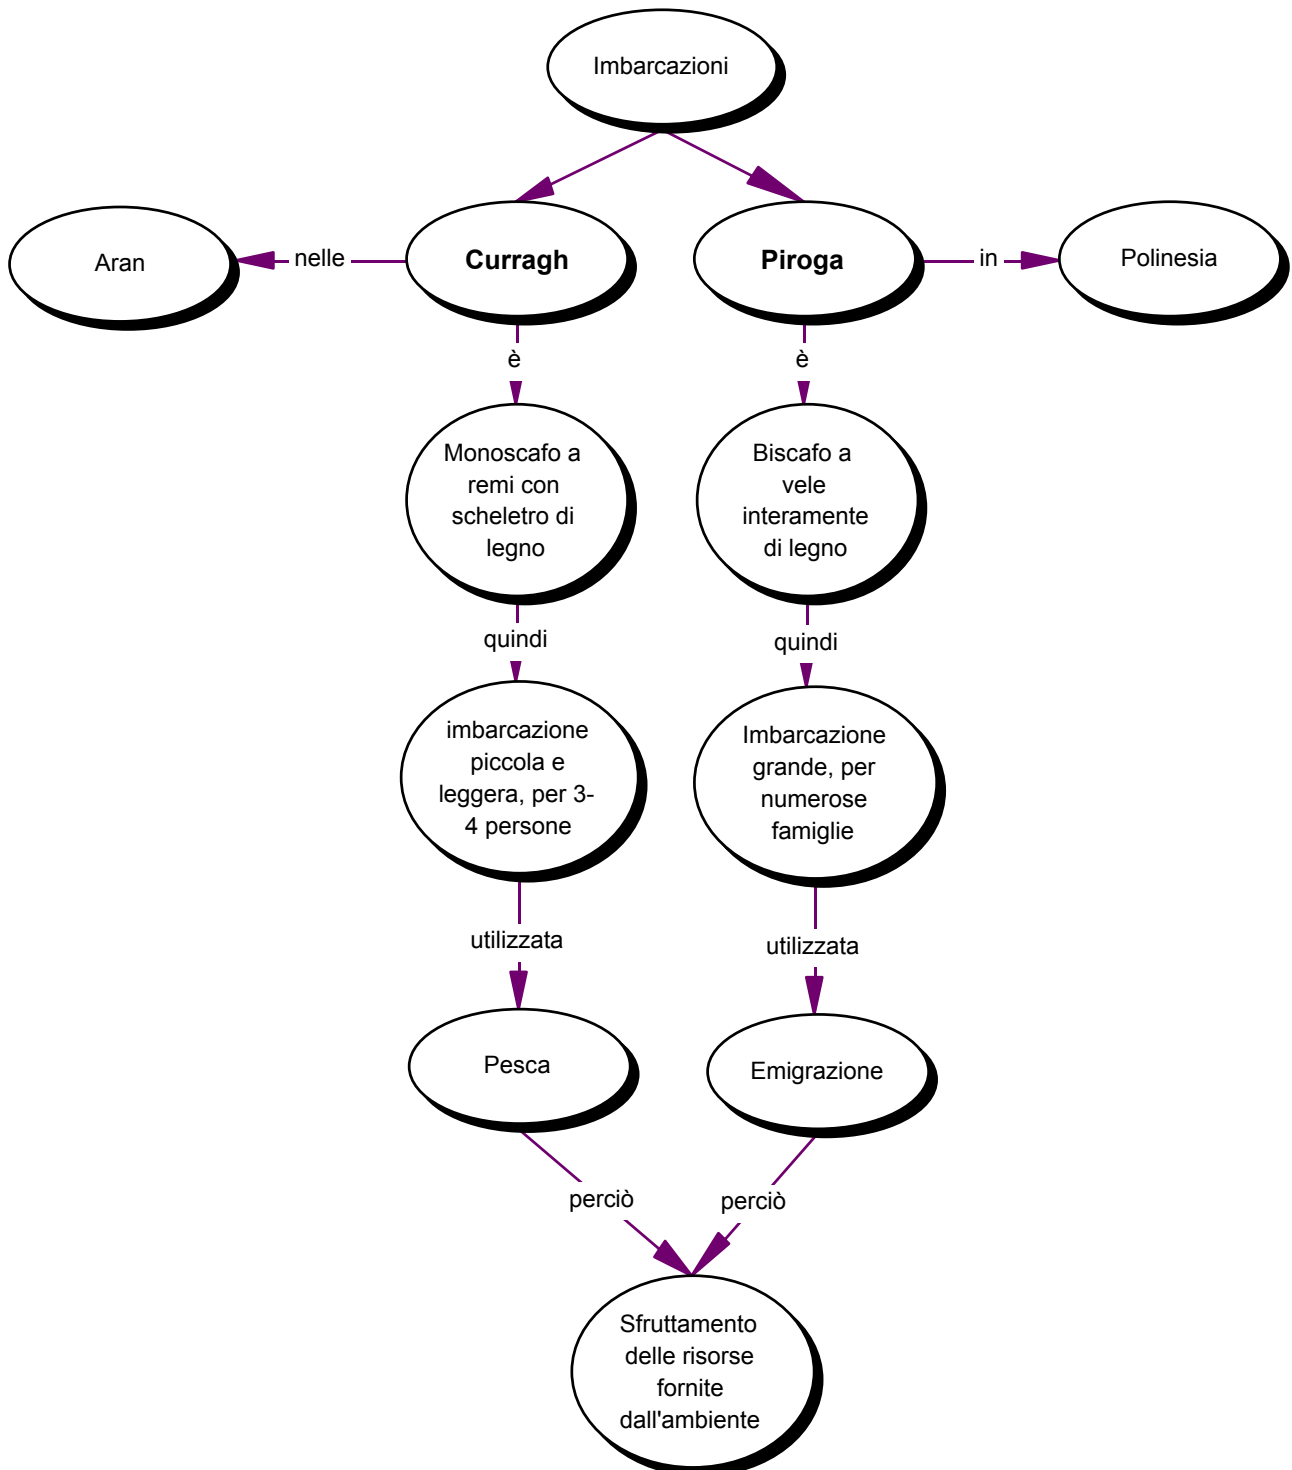 Imbarcazioni
Aran
nelle
Curragh
Piroga
in
Polinesia
è
è
Monoscafo a
remi con
scheletro di
legno
Biscafo a
vele
interamente
di legno
quindi
quindi
imbarcazione
piccola e
leggera, per 3-
4 persone
Imbarcazione
grande, per
numerose
famiglie
utilizzata
utilizzata
Pesca
Emigrazione
perciò
perciò
Sfruttamento
delle risorse
fornite
dall'ambiente